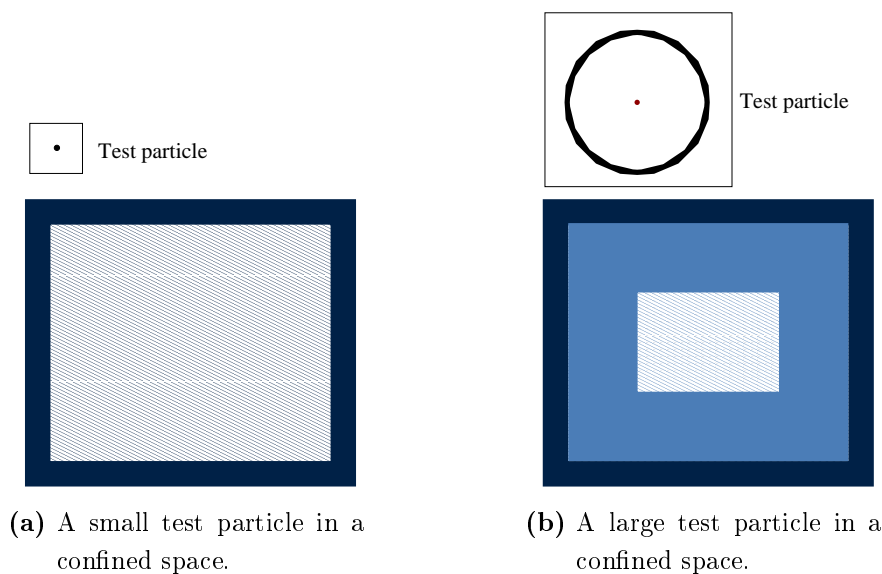 Test particle
Test particle
(a) A small test particle in a
confined space.
(b) A large test particle in a
confined space.